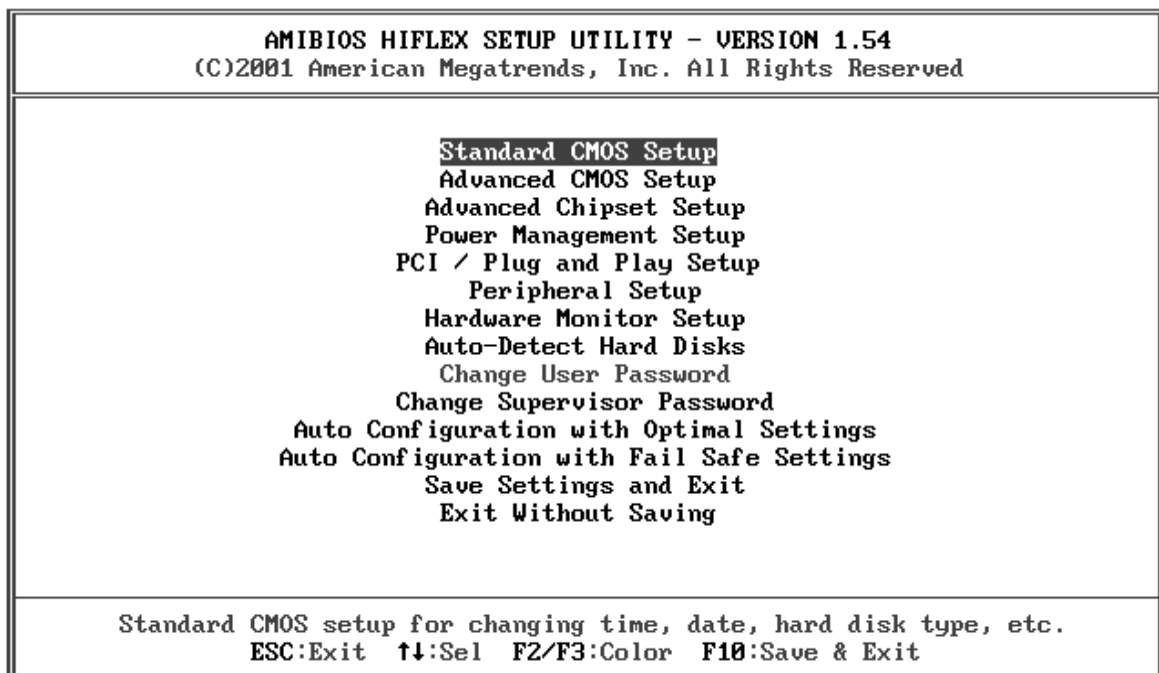 AMIBIOS HIFLEX SETUP UTILITY - VERSION 1.54
(C)2001 American Megatrends, Inc. All Rights Reserved
Standard CMOS Setup
Advanced CMOS Setup
Advanced Chipset Setup
Power Management Setup
PCI / Plug and Play Setup
Peripheral Setup
Hardware Monitor Setup
Auto-Detect Hard Disks
Change User Password
Change Supervisor Password
Auto Configuration with Optimal Settings
Auto Configuration with Fail Safe Settings
Save Settings and Exit
Exit Without Saving
Standard CMOS setup for changing time, date, hard disk type, etc.
ESC:Exit ↑↓:Sel F2/F3:Color F10:Save & Exit